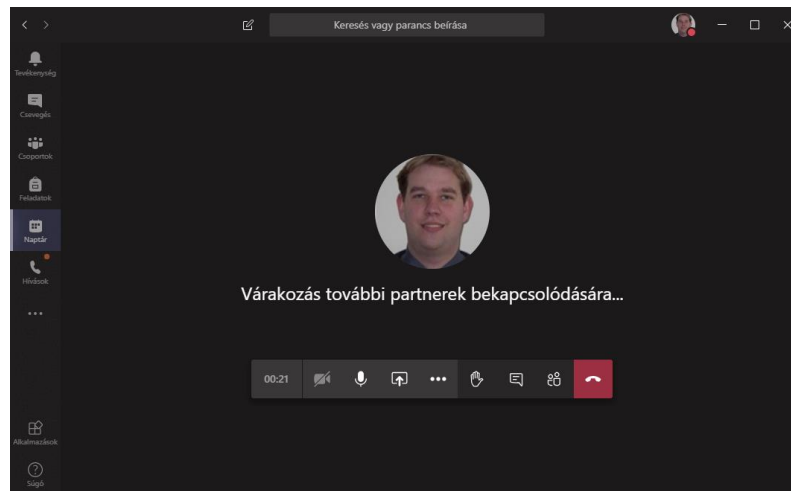 Keresés vagy parancs beírása
Tevékenység
Csevegés
Csoportok
Feladatok
Naptár
Hívások
Várakozás további partnerek bekapcsolódására...
00:21
Alkalmazások
Súgó